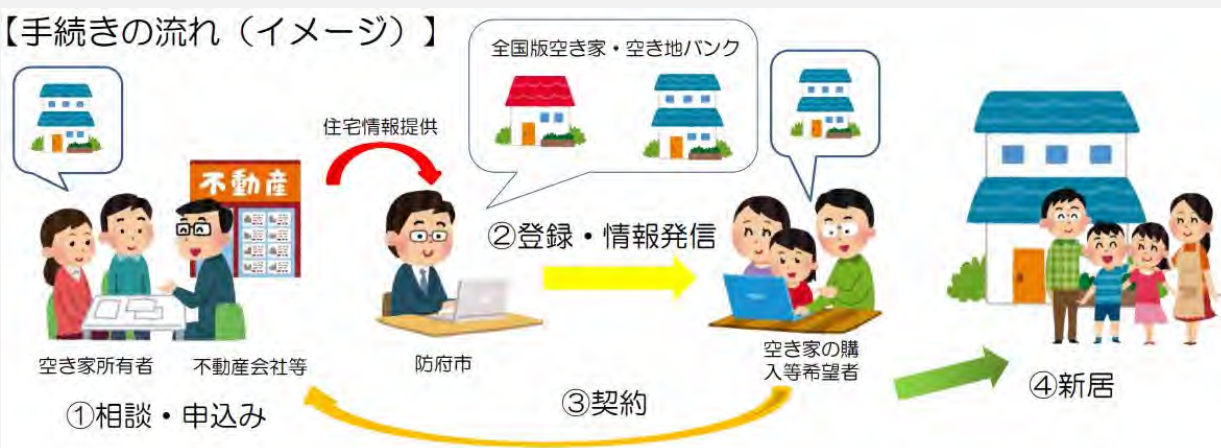 【手続きの流れ（イメージ）】
全国版空き家・空き地バンク
住宅情報提供
不動産
②登録・情報発信
空き家所有者
不動産会社等
防府市
空き家の購
入等希望者
①相談・申込み
③契約
④新居